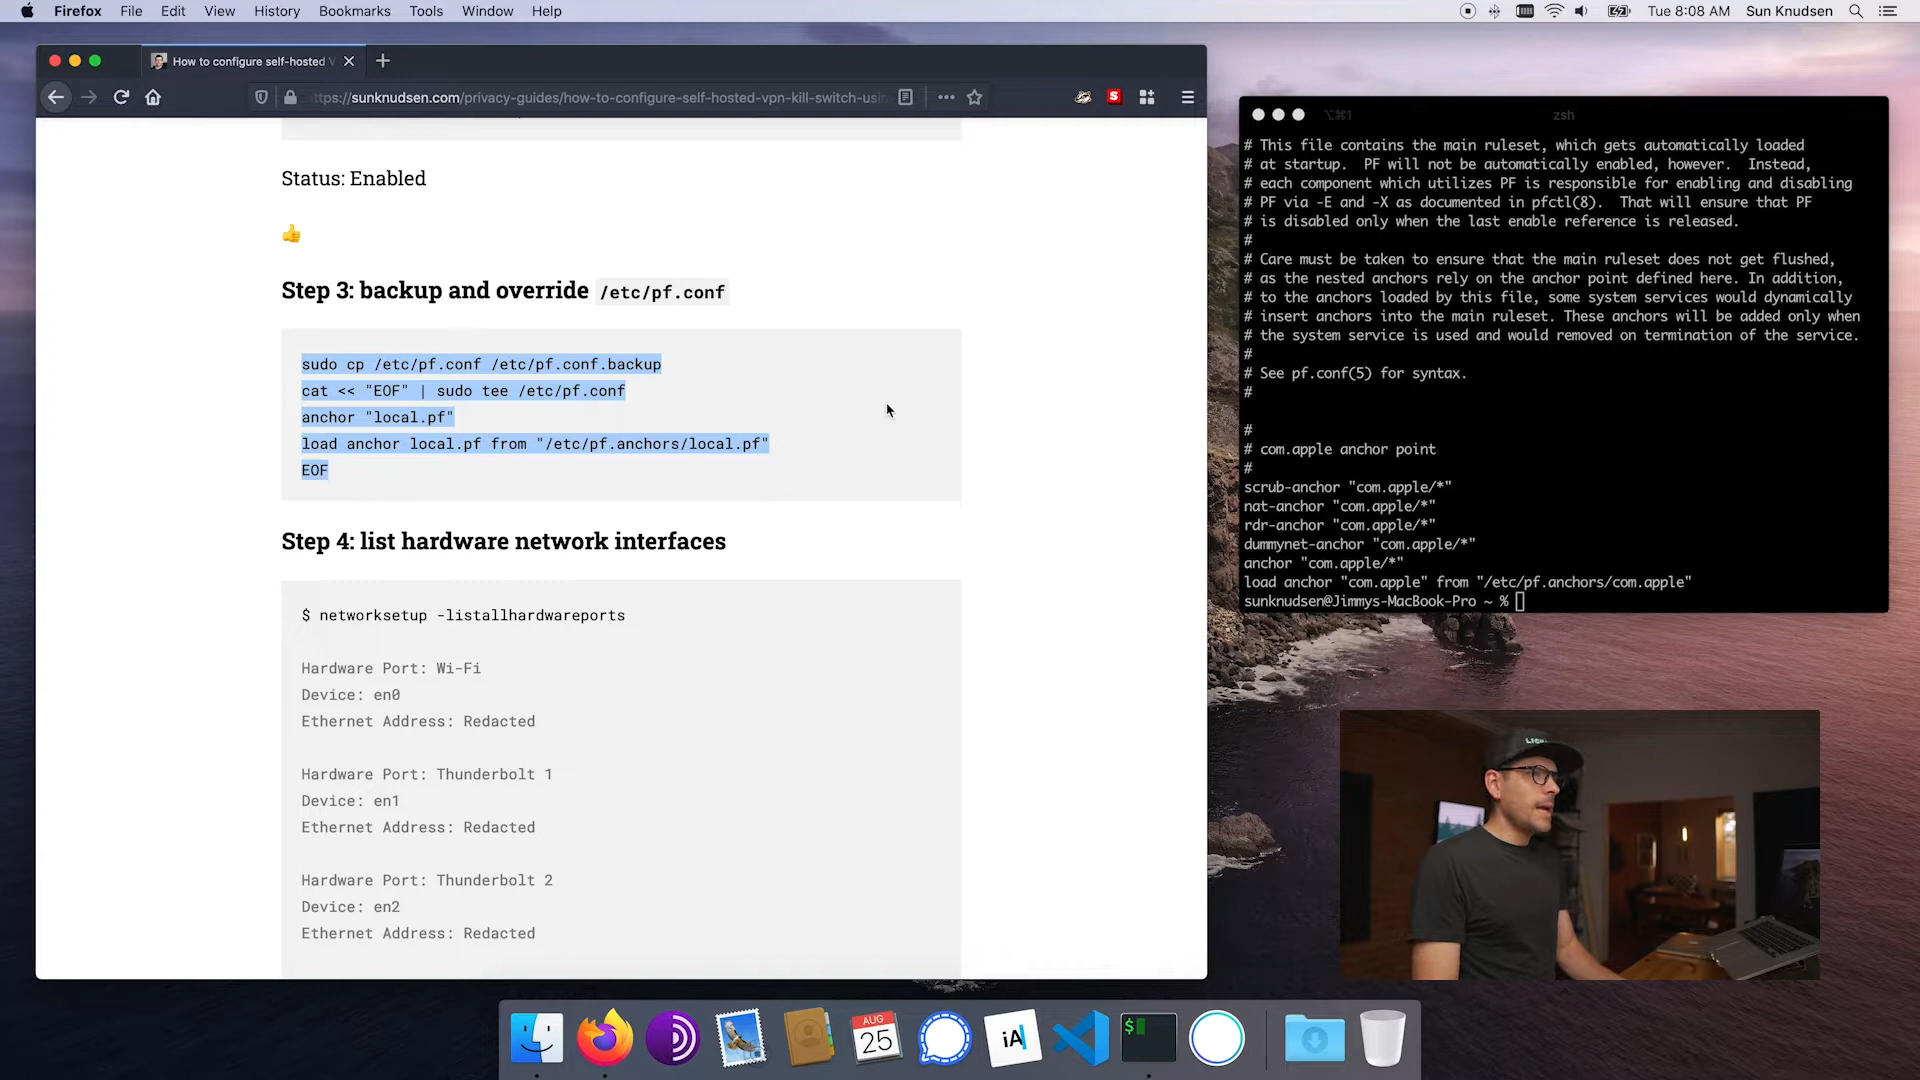 Firefox File Edit View History Bookmarks Tools Window Help
Tue 8:08 AM Sun Knudsen
How to configure self-hosted V
https://sunknudsen.com/privacy-guides/how-to-configure-self-hosted-vpn-kill-switch-usin
Status: Enabled
👍
Step 3: backup and override /etc/pf.conf
sudo cp /etc/pf.conf /etc/pf.conf.backup
cat << "EOF" | sudo tee /etc/pf.conf
anchor "local.pf"
load anchor local.pf from "/etc/pf.anchors/local.pf"
EOF
Step 4: list hardware network interfaces
$ networksetup -listallhardwareports
Hardware Port: Wi-Fi
Device: en0
Ethernet Address: Redacted
Hardware Port: Thunderbolt 1
Device: en1
Ethernet Address: Redacted
Hardware Port: Thunderbolt 2
Device: en2
Ethernet Address: Redacted
⌥⌘1 zsh
# This file contains the main ruleset, which gets automatically loaded
# at startup.  PF will not be automatically enabled, however.  Instead,
# each component which utilizes PF is responsible for enabling and disabling
# PF via -E and -X as documented in pfctl(8).  That will ensure that PF
# is disabled only when the last enable reference is released.
#
# Care must be taken to ensure that the main ruleset does not get flushed,
# as the nested anchors rely on the anchor point defined here. In addition,
# to the anchors loaded by this file, some system services would dynamically
# insert anchors into the main ruleset. These anchors will be added only when
# the system service is used and would removed on termination of the service.
#
# See pf.conf(5) for syntax.
#
#
# com.apple anchor point
#
scrub-anchor "com.apple/*"
nat-anchor "com.apple/*"
rdr-anchor "com.apple/*"
dummynet-anchor "com.apple/*"
anchor "com.apple/*"
load anchor "com.apple" from "/etc/pf.anchors/com.apple"
sunknudsen@Jimmys-MacBook-Pro ~ %
AUG
25
iA
$
S